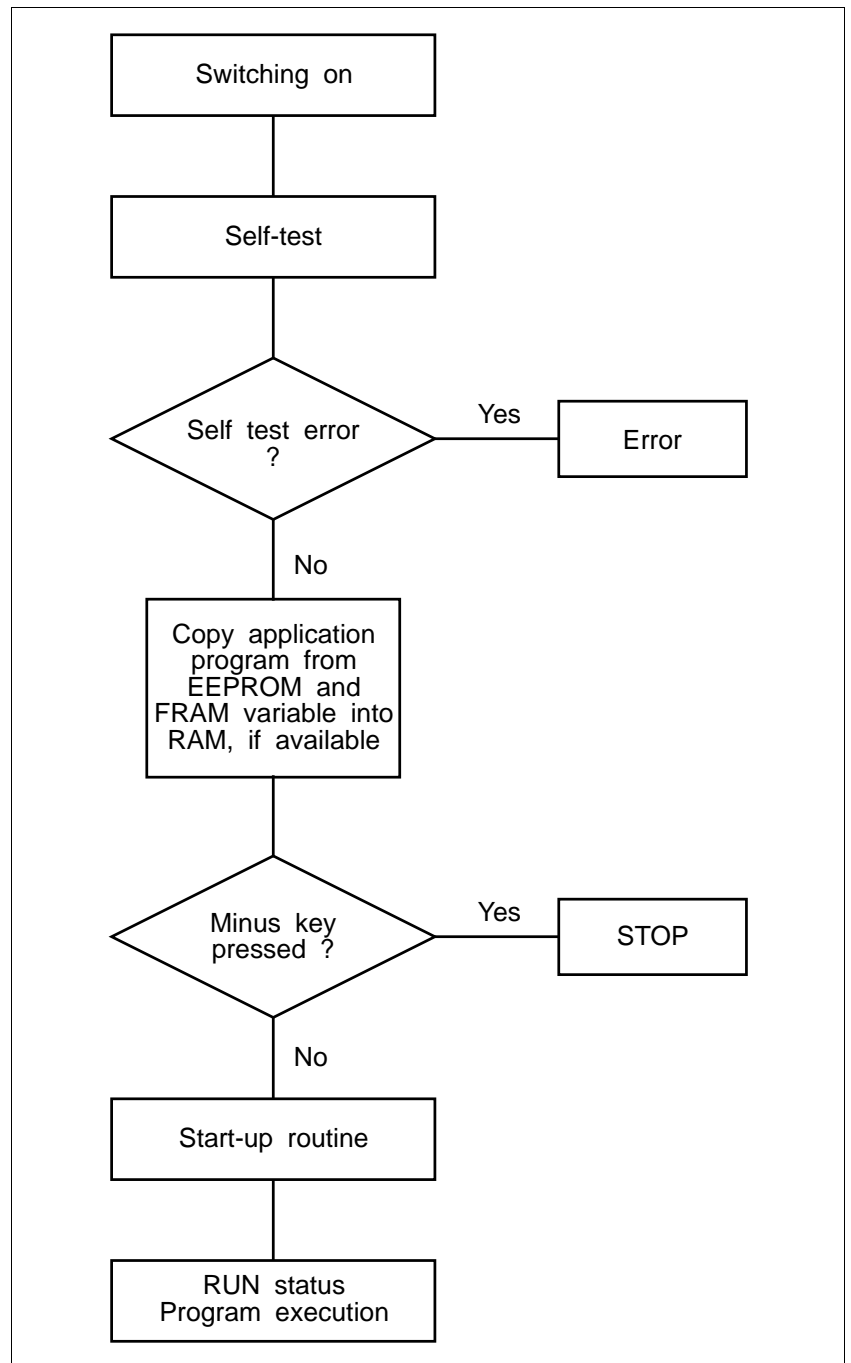 Switching on
Self-test
Self test error
?
Yes
Error
No
Copy application
program from
EEPROM and
FRAM variable into
RAM, if available
Minus key
pressed ?
Yes
STOP
No
Start-up routine
RUN status
Program execution